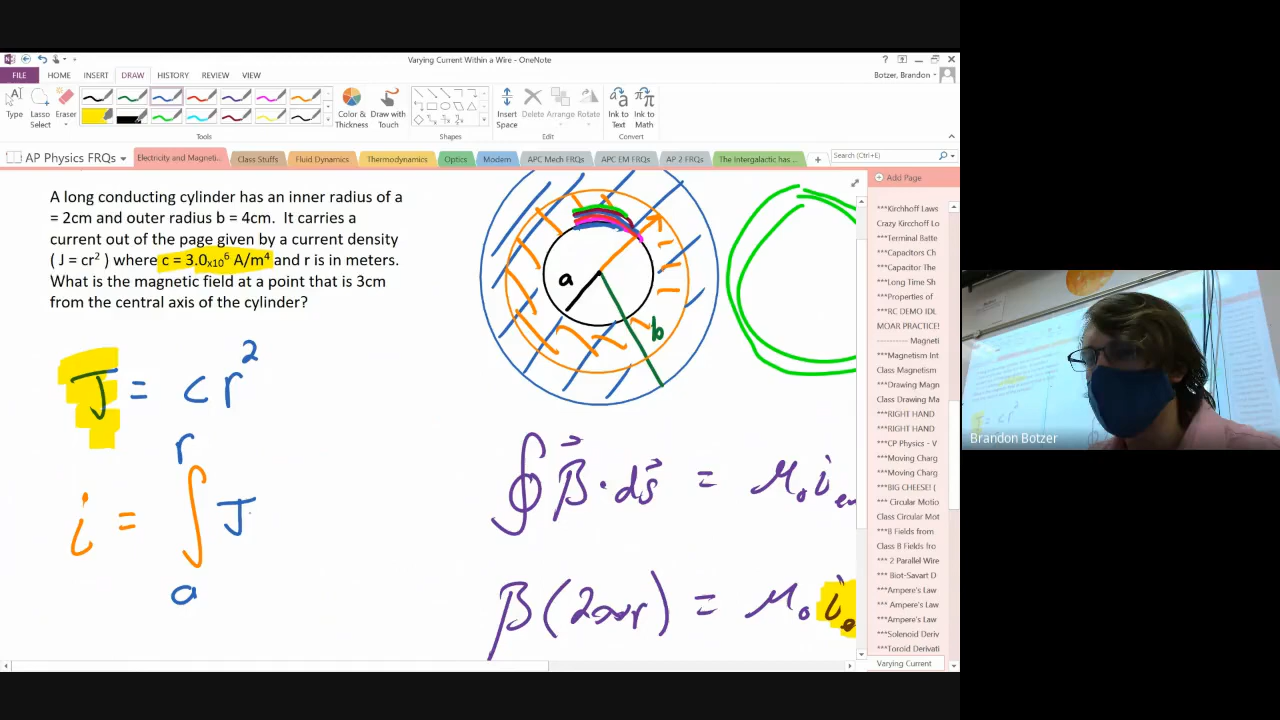 Varying Current Within a Wire - OneNote
FILE HOME INSERT DRAW HISTORY REVIEW VIEW
Botzer, Brandon
Type Lasso Select Eraser Color & Thickness Draw with Touch Insert Space Delete Arrange Rotate Ink to Text Ink to Math
Tools Shapes Edit Convert
AP Physics FRQs Electricity and Magneti... Class Stuffs Fluid Dynamics Thermodynamics Optics Modern APC Mech FRQs APC EM FRQs AP 2 FRQs The Intergalactic has ... Search (Ctrl+E)
Add Page
A long conducting cylinder has an inner radius of a
= 2cm and outer radius b = 4cm. It carries a
current out of the page given by a current density
( J = cr² ) where c = 3.0x10⁶ A/m⁴ and r is in meters.
What is the magnetic field at a point that is 3cm
from the central axis of the cylinder?
a
b
J = cr²
r
i = ∫ J
a
∮ B⃗ · ds⃗ = μ₀ i en
B (2πr) = μ₀ i e
***Kirchhoff Laws
Crazy Kirchhof Lo
***Terminal Batte
***Capacitors Ch
***Capacitor The
***Long Time Sh
***Properties of
***RC DEMO IDL
MOAR PRACTICE!
----------- Magneti
***Magnetism Int
Class Magnetism
***Drawing Magn
Class Drawing Ma
***RIGHT HAND
***RIGHT HAND
***CP Physics - V
***Moving Charg
***Moving Charg
***BIG CHEESE! (
*** Circular Motio
Class Circular Mot
***B Fields from
Class B Fields fro
*** 2 Parallel Wire
*** Biot-Savart D
***Ampere's Law
*** Ampere's Law
***Ampere's Law
***Solenoid Deriv
***Toroid Derivati
Varying Current
Brandon Botzer